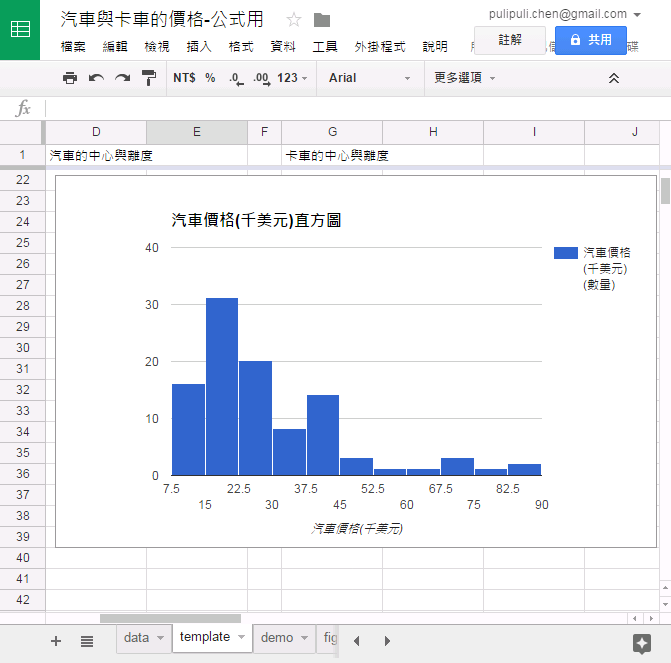 汽車與卡車的價格-公式用
pulipuli.chen@gmail.com
檔案 編輯 檢視 插入 格式 資料 工具 外掛程式 說明
註解 共用
NT$ % .0 .00 123 Arial 更多選項
fx
D E F G H I J
1 汽車的中心與離度 卡車的中心與離度
22
23
24
25
26
27
28
29
30
31
32
33
34
35
36
37
38
39
40
41
42
汽車價格(千美元)直方圖
40
30
20
10
0
汽車價格
(千美元)
(數量)
7.5 22.5 37.5 52.5 67.5 82.5
15 30 45 60 75 90
汽車價格(千美元)
data template demo fig